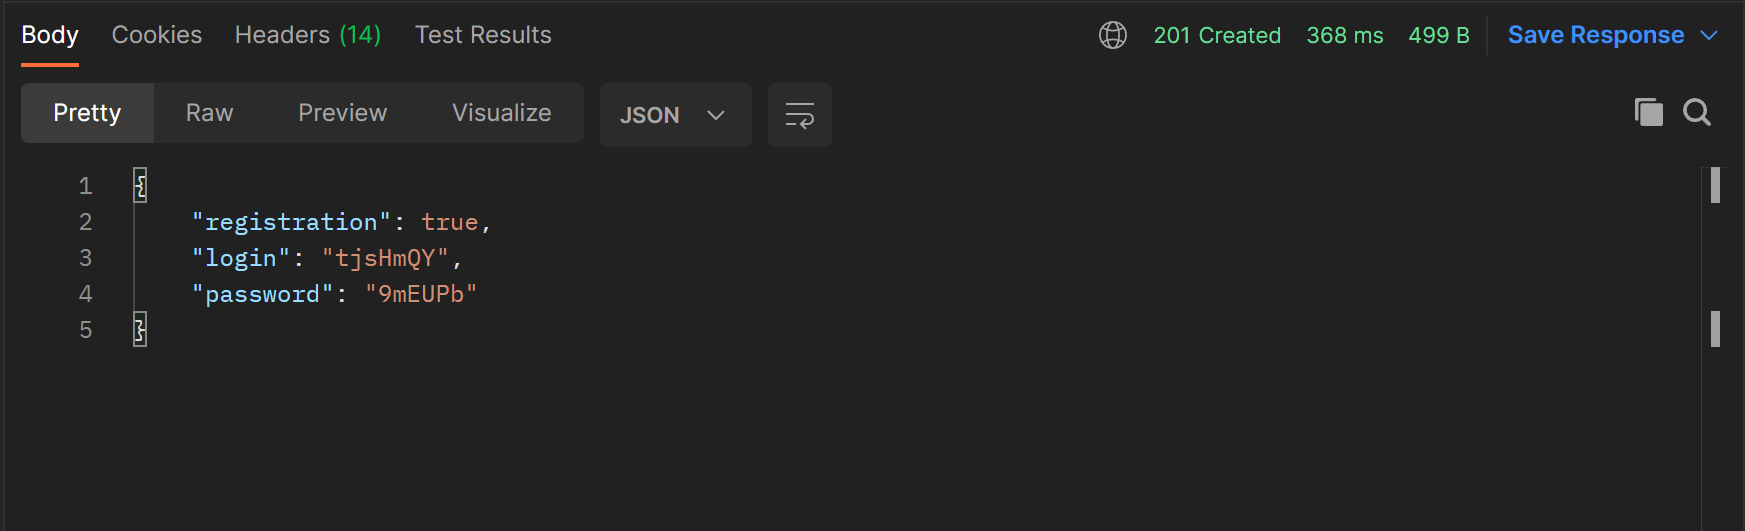 Body Cookies Headers (14) Test Results 201 Created 368 ms 499 B Save Response
Pretty Raw Preview Visualize JSON
1 {
2 "registration": true,
3 "login": "tjsHmQY",
4 "password": "9mEUPb"
5 }